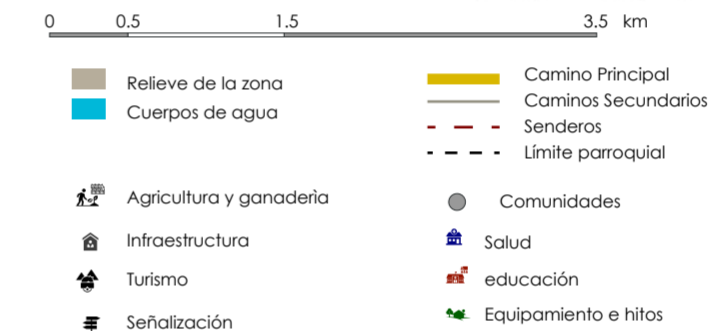 0 0.5 1.5 3.5 km
Relieve de la zona
Cuerpos de agua
Agricultura y ganaderìa
Infraestructura
Turismo
Señalización
Camino Principal
Caminos Secundarios
Senderos
Límite parroquial
Comunidades
Salud
educación
Equipamiento e hitos